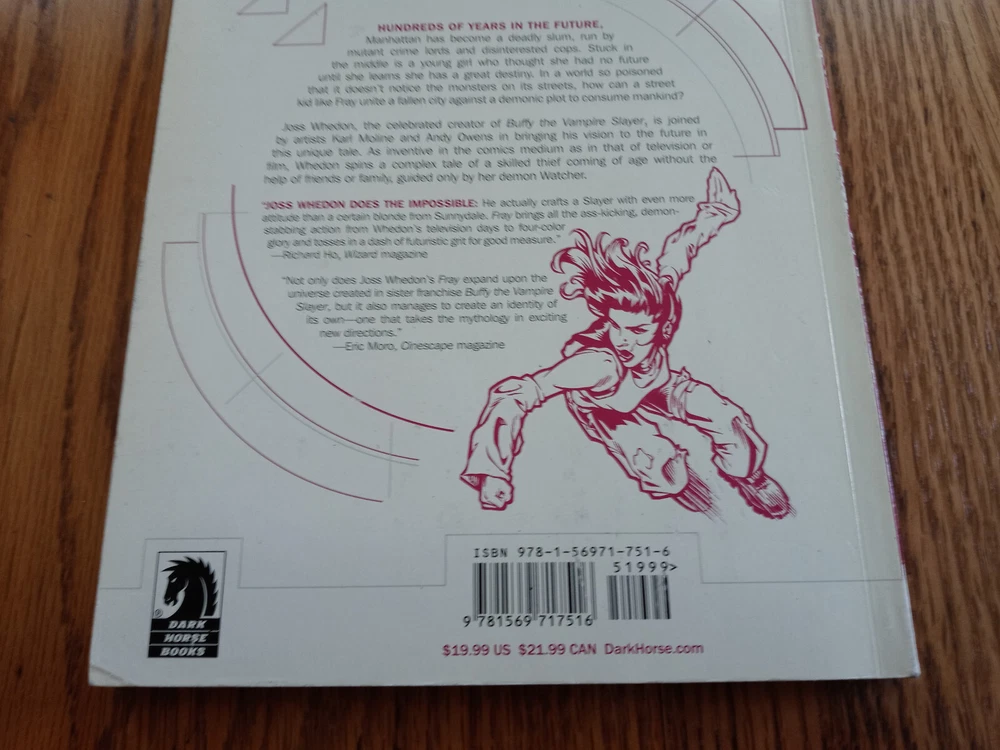 HUNDREDS OF YEARS IN THE FUTURE,
Manhattan has become a deadly slum, run by
mutant crime lords and disinterested cops. Stuck in
the middle is a young girl who thought she had no future
until she learns she has a great destiny. In a world so poisoned
that it doesn't notice the monsters on its streets, how can a street
kid like Fray unite a fallen city against a demonic plot to consume mankind?
Joss Whedon, the celebrated creator of Buffy the Vampire Slayer, is joined
by artists Karl Moline and Andy Owens in bringing his vision to the future in
this unique tale. As inventive in the comics medium as in that of television or
film, Whedon spins a complex tale of a skilled thief coming of age without the
help of friends or family, guided only by her demon Watcher.
"JOSS WHEDON DOES THE IMPOSSIBLE: He actually crafts a Slayer with even more
attitude than a certain blonde from Sunnydale. Fray brings all the ass-kicking, demon-
stabbing action from Whedon's television days to four-color
glory and tosses in a dash of futuristic grit for good measure."
—Richard Ho, Wizard magazine
"Not only does Joss Whedon's Fray expand upon the
universe created in sister franchise Buffy the Vampire
Slayer, but it also manages to create an identity of
its own—one that takes the mythology in exciting
new directions."
—Eric Moro, Cinescape magazine
ISBN 978-1-56971-751-6
51999>
9 781569 717516
®
DARK
HORSE
BOOKS
$19.99 US $21.99 CAN DarkHorse.com